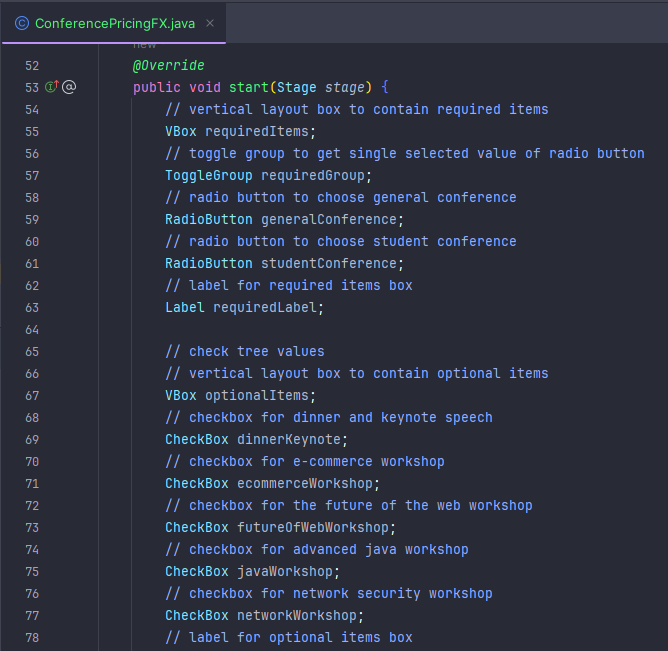 ConferencePricingFX.java ×
new
52 @Override
53 @ public void start(Stage stage) {
54 // vertical layout box to contain required items
55 VBox requiredItems;
56 // toggle group to get single selected value of radio button
57 ToggleGroup requiredGroup;
58 // radio button to choose general conference
59 RadioButton generalConference;
60 // radio button to choose student conference
61 RadioButton studentConference;
62 // label for required items box
63 Label requiredLabel;
64
65 // check tree values
66 // vertical layout box to contain optional items
67 VBox optionalItems;
68 // checkbox for dinner and keynote speech
69 CheckBox dinnerKeynote;
70 // checkbox for e-commerce workshop
71 CheckBox ecommerceWorkshop;
72 // checkbox for the future of the web workshop
73 CheckBox futureOfWebWorkshop;
74 // checkbox for advanced java workshop
75 CheckBox javaWorkshop;
76 // checkbox for network security workshop
77 CheckBox networkWorkshop;
78 // label for optional items box